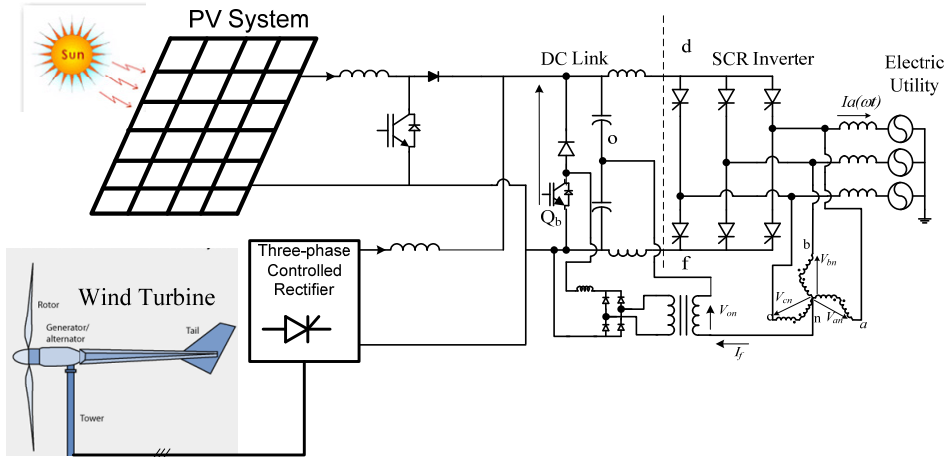 PV System
Sun
DC Link
d
SCR Inverter
Electric
Utility
Ia(ωt)
o
Qb
f
b
Vbn
Vcn
c
n
Van
a
Von
If
Three-phase
Controlled
Rectifier
Wind Turbine
Rotor
Generator/
alternator
Tail
Tower